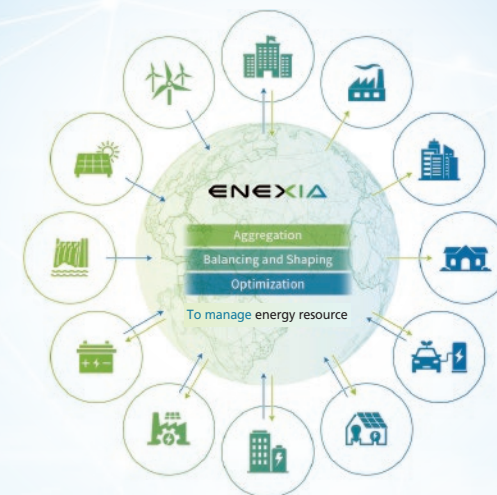 ENEXIA
Aggregation
Balancing and Shaping
Optimization
To manage energy resource